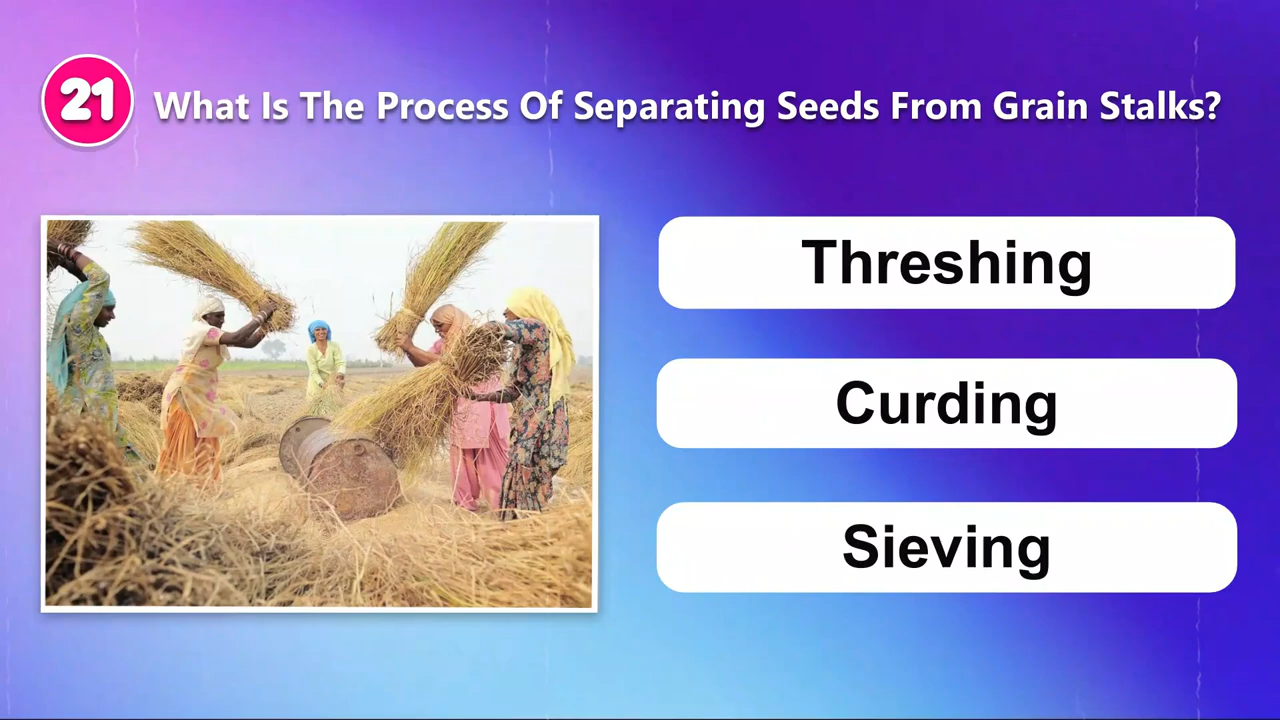 21
What Is The Process Of Separating Seeds From Grain Stalks?
Threshing
Curding
Sieving